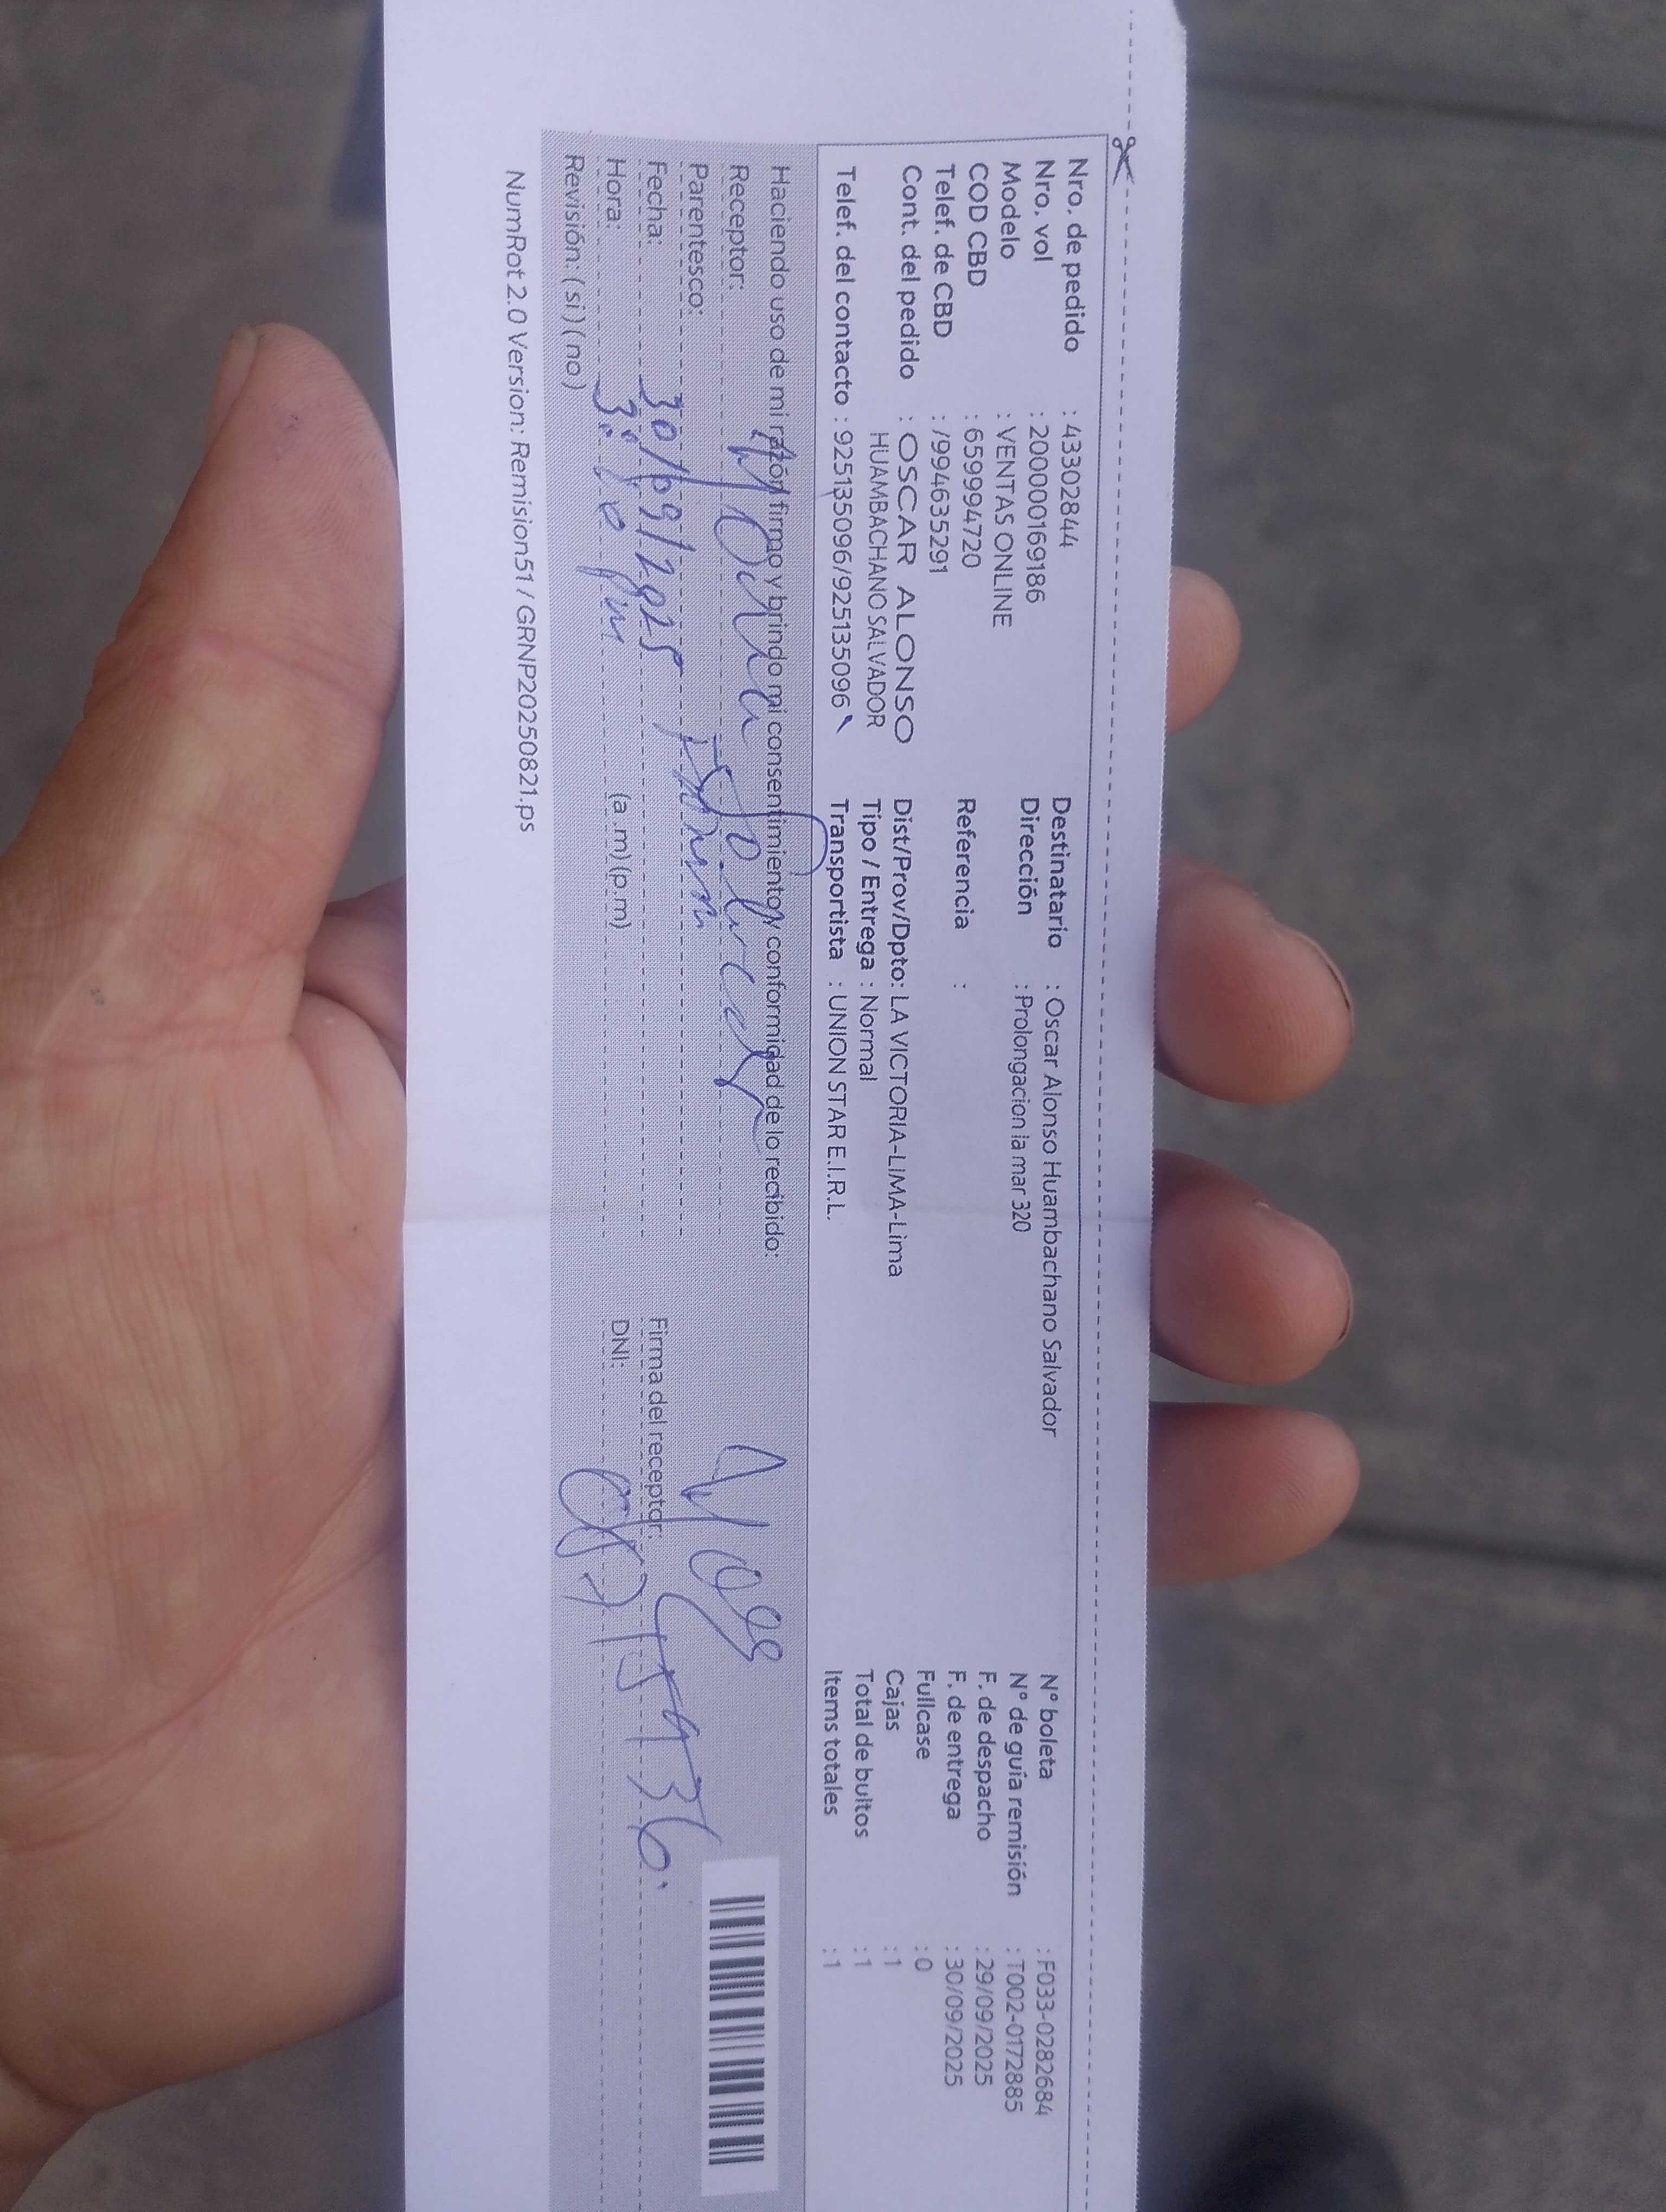 Nro. de pedido : 43302844
Nro. vol : 2000000169186
Modelo : VENTAS ONLINE
COD CBD : 659994720
Telef. de CBD : /994635291
Cont. del pedido : OSCAR ALONSO
HUAMBACHANO SALVADOR
Telef. del contacto : 925135096/925135096
Destinatario : Oscar Alonso Huambachano Salvador
Dirección : Prolongacion la mar 320
Referencia :
Dist/Prov/Dpto: LA VICTORIA-LIMA-Lima
Tipo / Entrega : Normal
Transportista : UNION STAR E.I.R.L.
N° boleta : F033-0282684
N° de guía remisión : T002-0172885
F. de despacho : 29/09/2025
F. de entrega : 30/09/2025
Fullcase : 0
Cajas : 1
Total de bultos : 1
Items totales : 1
Haciendo uso de mi razón firmo y brindo mi consentimiento y conformidad de lo recibido:
Receptor:
Parentesco:
Fecha: 30/09/2025
Hora: pm (a.m) (p.m)
Revisión: (si) (no)
Firma del receptor:
DNI:
NumRot 2.0 Version: Remision51 / GRNP20250821.ps